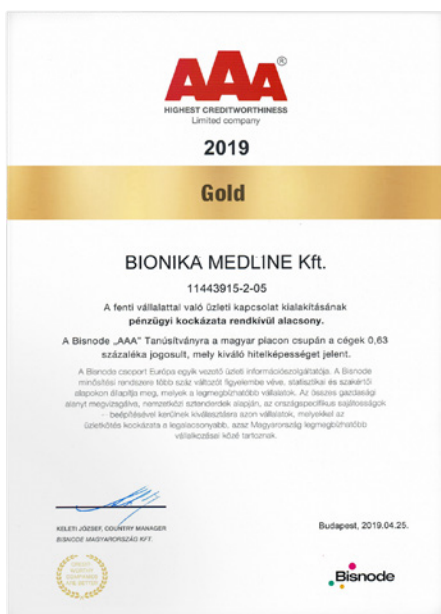 AAA®
HIGHEST CREDITWORTHINESS
Limited company
2019
Gold
BIONIKA MEDLINE Kft.
11443915-2-05
A fenti vállalattal való üzleti kapcsolat kialakításának
pénzügyi kockázata rendkívül alacsony.
A Bisnode „AAA” Tanúsítványra a magyar piacon csupán a cégek 0,63
százaléka jogosult, mely kiváló hitelképességet jelent.
A Bisnode csoport Európa egyik vezető üzleti információszolgáltatója. A Bisnode
minősítési rendszere több száz változót figyelembe véve, statisztikai és szakértői
alapokon állapítja meg, melyek a legmegbízhatóbb vállalatok. Az összes gazdasági
alanyt megvizsgálva, nemzetközi sztenderdek alapján, az országspecifikus sajátosságok
- beépítésével kerülnek kiválasztásra azon vállalatok, melyekkel az
üzletkötés kockázata a legalacsonyabb, azaz Magyarország legmegbízhatóbb
vállalkozásai közé tartoznak.
KELETI JÓZSEF, COUNTRY MANAGER
BISNODE MAGYARORSZÁG KFT.
Budapest, 2019.04.25.
Bisnode